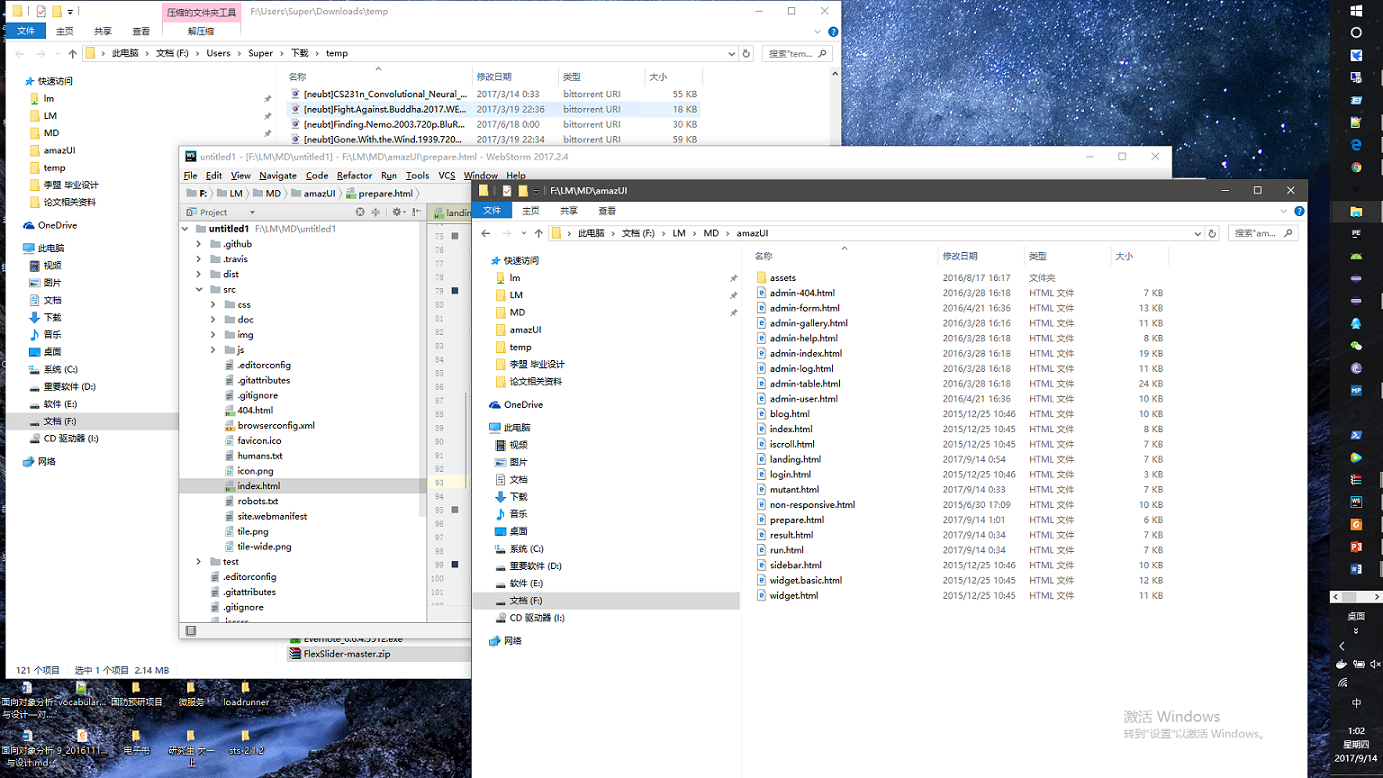 压缩的文件夹工具
F:\Users\Super\Downloads\temp
文件 主页 共享 查看 解压缩
此电脑 文档 (F:) Users Super 下载 temp
搜索"tem...
快速访问
lm
LM
MD
amazUI
temp
李盟 毕业设计
论文相关资料
OneDrive
此电脑
视频
图片
文档
下载
音乐
桌面
系统 (C:)
重要软件 (D:)
软件 (E:)
文档 (F:)
CD 驱动器 (I:)
网络
名称 修改日期 类型 大小
[neubt]CS231n_Convolutional_Neural_... 2017/3/14 0:33 bittorrent URI 55 KB
[neubt]Fight.Against.Buddha.2017.WE... 2017/3/19 22:36 bittorrent URI 18 KB
[neubt]Finding.Nemo.2003.720p.BluR... 2017/6/18 0:00 bittorrent URI 30 KB
[neubt]Gone.With.the.Wind.1939.720... 2017/3/19 22:34 bittorrent URI 59 KB
FlexSlider-master.zip
121 个项目 选中 1 个项目 2.14 MB
untitled1 - [F:\LM\MD\untitled1] - F:\LM\MD\amazUI\prepare.html - WebStorm 2017.2.4
File Edit View Navigate Code Refactor Run Tools VCS Window Help
F: LM MD amazUI prepare.html
Project
landin
untitled1 F:\LM\MD\untitled1
.github
.travis
dist
src
css
doc
img
js
.editorconfig
.gitattributes
.gitignore
404.html
browserconfig.xml
favicon.ico
humans.txt
icon.png
index.html
robots.txt
site.webmanifest
tile.png
tile-wide.png
test
.editorconfig
.gitattributes
.gitignore
75
76
77
78
79
80
81
82
83
84
85
86
87
88
89
90
91
92
93
94
95
96
97
98
99
100
101
F:\LM\MD\amazUI
文件 主页 共享 查看
此电脑 文档 (F:) LM MD amazUI
搜索"am...
快速访问
lm
LM
MD
amazUI
temp
李盟 毕业设计
论文相关资料
OneDrive
此电脑
视频
图片
文档
下载
音乐
桌面
系统 (C:)
重要软件 (D:)
软件 (E:)
文档 (F:)
CD 驱动器 (I:)
网络
名称 修改日期 类型 大小
assets 2016/8/17 16:17 文件夹
admin-404.html 2016/3/28 16:18 HTML 文件 7 KB
admin-form.html 2016/4/21 16:36 HTML 文件 13 KB
admin-gallery.html 2016/3/28 16:16 HTML 文件 11 KB
admin-help.html 2016/3/28 16:18 HTML 文件 8 KB
admin-index.html 2016/3/28 16:18 HTML 文件 19 KB
admin-log.html 2016/3/28 16:18 HTML 文件 11 KB
admin-table.html 2016/3/28 16:18 HTML 文件 24 KB
admin-user.html 2016/4/21 16:36 HTML 文件 10 KB
blog.html 2015/12/25 10:46 HTML 文件 10 KB
index.html 2015/12/25 10:45 HTML 文件 8 KB
iscroll.html 2015/12/25 10:45 HTML 文件 7 KB
landing.html 2017/9/14 0:54 HTML 文件 7 KB
login.html 2015/12/25 10:46 HTML 文件 3 KB
mutant.html 2017/9/14 0:33 HTML 文件 7 KB
non-responsive.html 2015/6/30 17:09 HTML 文件 10 KB
prepare.html 2017/9/14 1:01 HTML 文件 6 KB
result.html 2017/9/14 0:34 HTML 文件 7 KB
run.html 2017/9/14 0:34 HTML 文件 7 KB
sidebar.html 2015/12/25 10:46 HTML 文件 10 KB
widget.basic.html 2015/12/25 10:45 HTML 文件 12 KB
widget.html 2015/12/25 10:45 HTML 文件 11 KB
激活 Windows
转到"设置"以激活 Windows。
面向对象分析与设计—对.... vocabular... 国防预研项目 微服务 loadrunner
面向对象分析与设计.md 9_2016111... 电子书 研究生 大一上 sts-2.1.2
桌面
中
1:02
星期四
2017/9/14